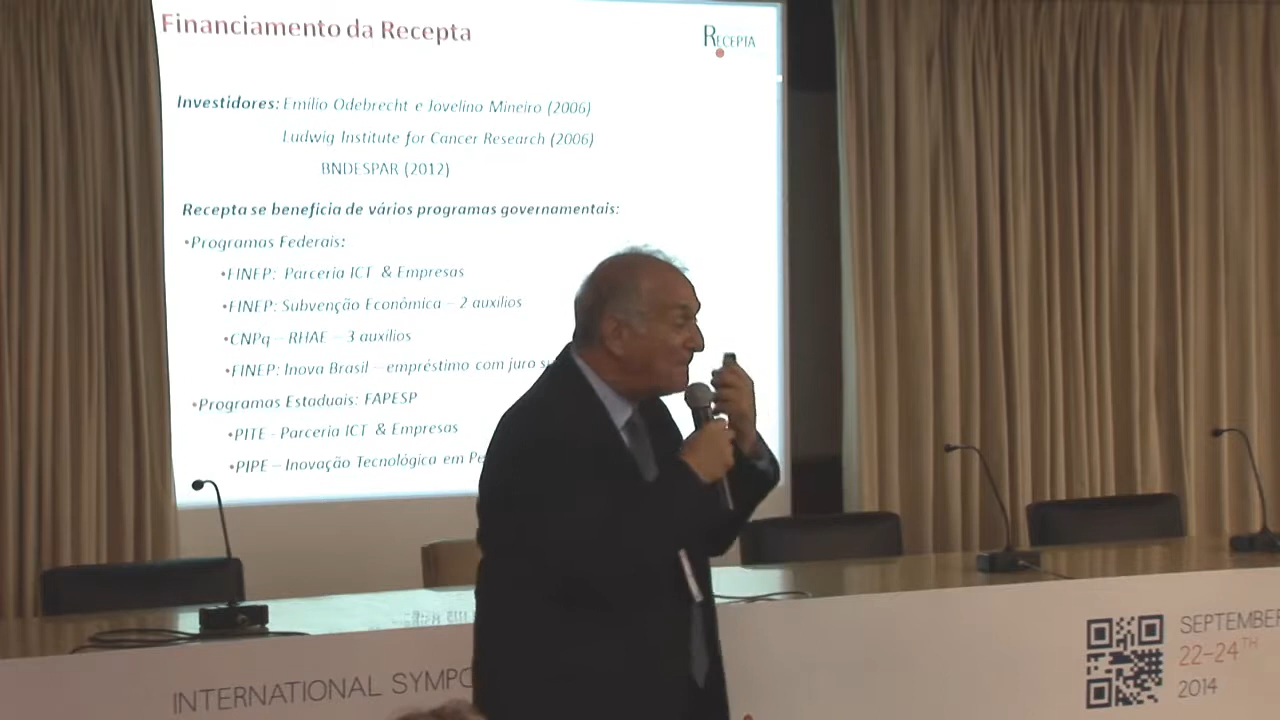 Financiamento da Recepta
RECEPTA
Investidores: Emílio Odebrecht e Jovelino Mineiro (2006)
Ludwig Institute for Cancer Research (2006)
BNDESPAR (2012)
Recepta se beneficia de vários programas governamentais:
•Programas Federais:
•FINEP: Parceria ICT & Empresas
•FINEP: Subvenção Econômica – 2 auxílios
•CNPq – RHAE – 3 auxílios
•FINEP: Inova Brasil – empréstimo com juro
•Programas Estaduais: FAPESP
•PITE - Parceria ICT & Empresas
•PIPE – Inovação Tecnológica em
INTERNATIONAL
SEPTEMBER
22-24TH
2014